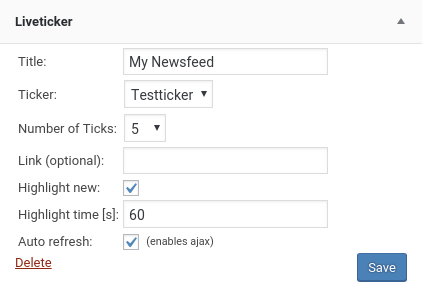 Liveticker
Title: My Newsfeed
Ticker: Testticker
Number of Ticks: 5
Link (optional):
Highlight new:
Highlight time [s]: 60
Auto refresh: (enables ajax)
Delete Save